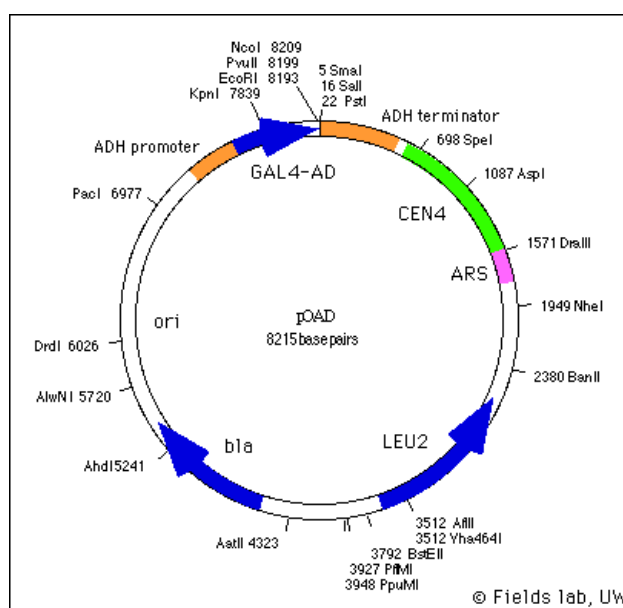 NcoI 8209
PvuII 8199
EcoRI 8193
KpnI 7839
5 SmaI
16 SalI
22 PstI
ADH terminator
698 SpeI
ADH promoter
GAL4-AD
1087 AspI
PacI 6977
CEN4
1571 DraIII
ARS
1949 NheI
ori
pOAD
8215 base pairs
DrdI 6026
2380 BanII
AlwNI 5720
bla
LEU2
AhdI 5241
3512 AflII
3512 Vha464I
AatII 4323
3792 BstEII
3927 PflMI
3948 PpuMI
© Fields lab, UW